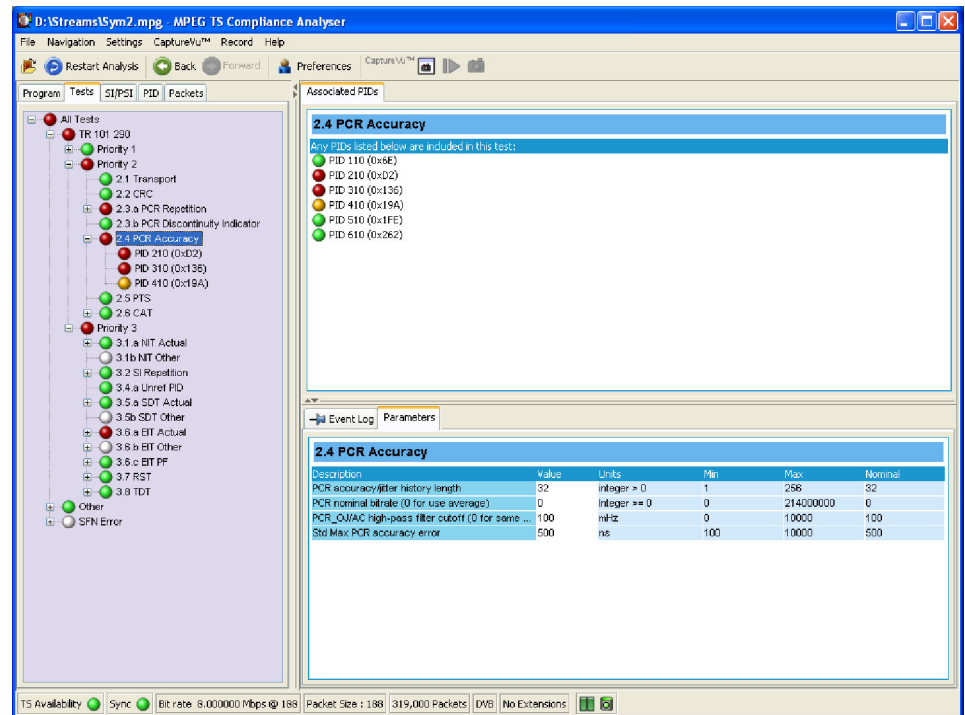 D:\Streams\Sym2.mpg - MPEG TS Compliance Analyser
File Navigation Settings CaptureVu™ Record Help
Restart Analysis Back Forward Preferences CaptureVu™
Program Tests SI/PSI PID Packets
All Tests
TR 101 290
Priority 1
Priority 2
2.1 Transport
2.2 CRC
2.3.a PCR Repetition
2.3.b PCR Discontinuity Indicator
2.4 PCR Accuracy
PID 210 (0xD2)
PID 310 (0x136)
PID 410 (0x19A)
2.5 PTS
2.6 CAT
Priority 3
3.1.a NIT Actual
3.1b NIT Other
3.2 SI Repetition
3.4.a Unref PID
3.5.a SDT Actual
3.5b SDT Other
3.6.a EIT Actual
3.6.b EIT Other
3.6.c EIT PF
3.7 RST
3.8 TDT
Other
SFN Error
Associated PIDs
2.4 PCR Accuracy
Any PIDs listed below are included in this test:
PID 110 (0x6E)
PID 210 (0xD2)
PID 310 (0x136)
PID 410 (0x19A)
PID 510 (0x1FE)
PID 610 (0x262)
Event Log Parameters
2.4 PCR Accuracy
Description Value Units Min Max Nominal
PCR accuracy/jitter history length 32 integer > 0 1 256 32
PCR nominal bitrate (0 for use average) 0 Integer >= 0 0 214000000 0
PCR_OJ/AC high-pass filter cutoff (0 for same ... 100 mHz 0 10000 100
Std Max PCR accuracy error 500 ns 100 10000 500
TS Availability Sync Bit rate 8.000000 Mbps @ 188 Packet Size : 188 319,000 Packets DVB No Extensions